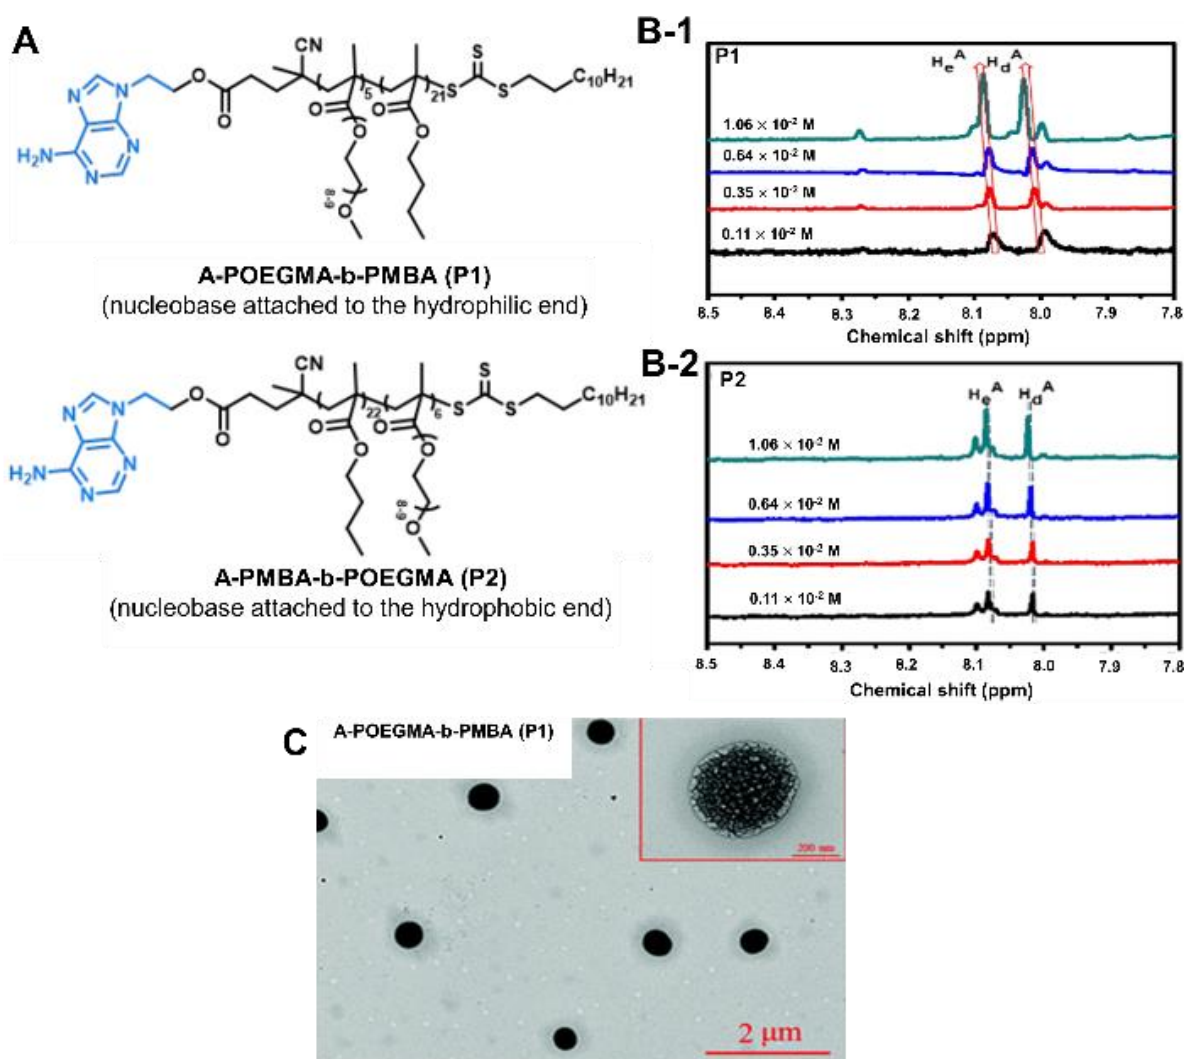 A
CN
O
O
5
21
S
S
S
C10H21
N
N
N
N
H2N
O
O
O
O
8-9
O
A-POEGMA-b-PMBA (P1)
(nucleobase attached to the hydrophilic end)
CN
O
O
22
6
S
S
S
C10H21
N
N
N
N
H2N
O
O
O
O
8-9
O
A-PMBA-b-POEGMA (P2)
(nucleobase attached to the hydrophobic end)
B-1
P1
HeA HdA
1.06 × 10-2 M
0.64 × 10-2 M
0.35 × 10-2 M
0.11 × 10-2 M
8.5 8.4 8.3 8.2 8.1 8.0 7.9 7.8
Chemical shift (ppm)
B-2
P2
HeA HdA
1.06 × 10-2 M
0.64 × 10-2 M
0.35 × 10-2 M
0.11 × 10-2 M
8.5 8.4 8.3 8.2 8.1 8.0 7.9 7.8
Chemical shift (ppm)
C
A-POEGMA-b-PMBA (P1)
200 nm
2 μm